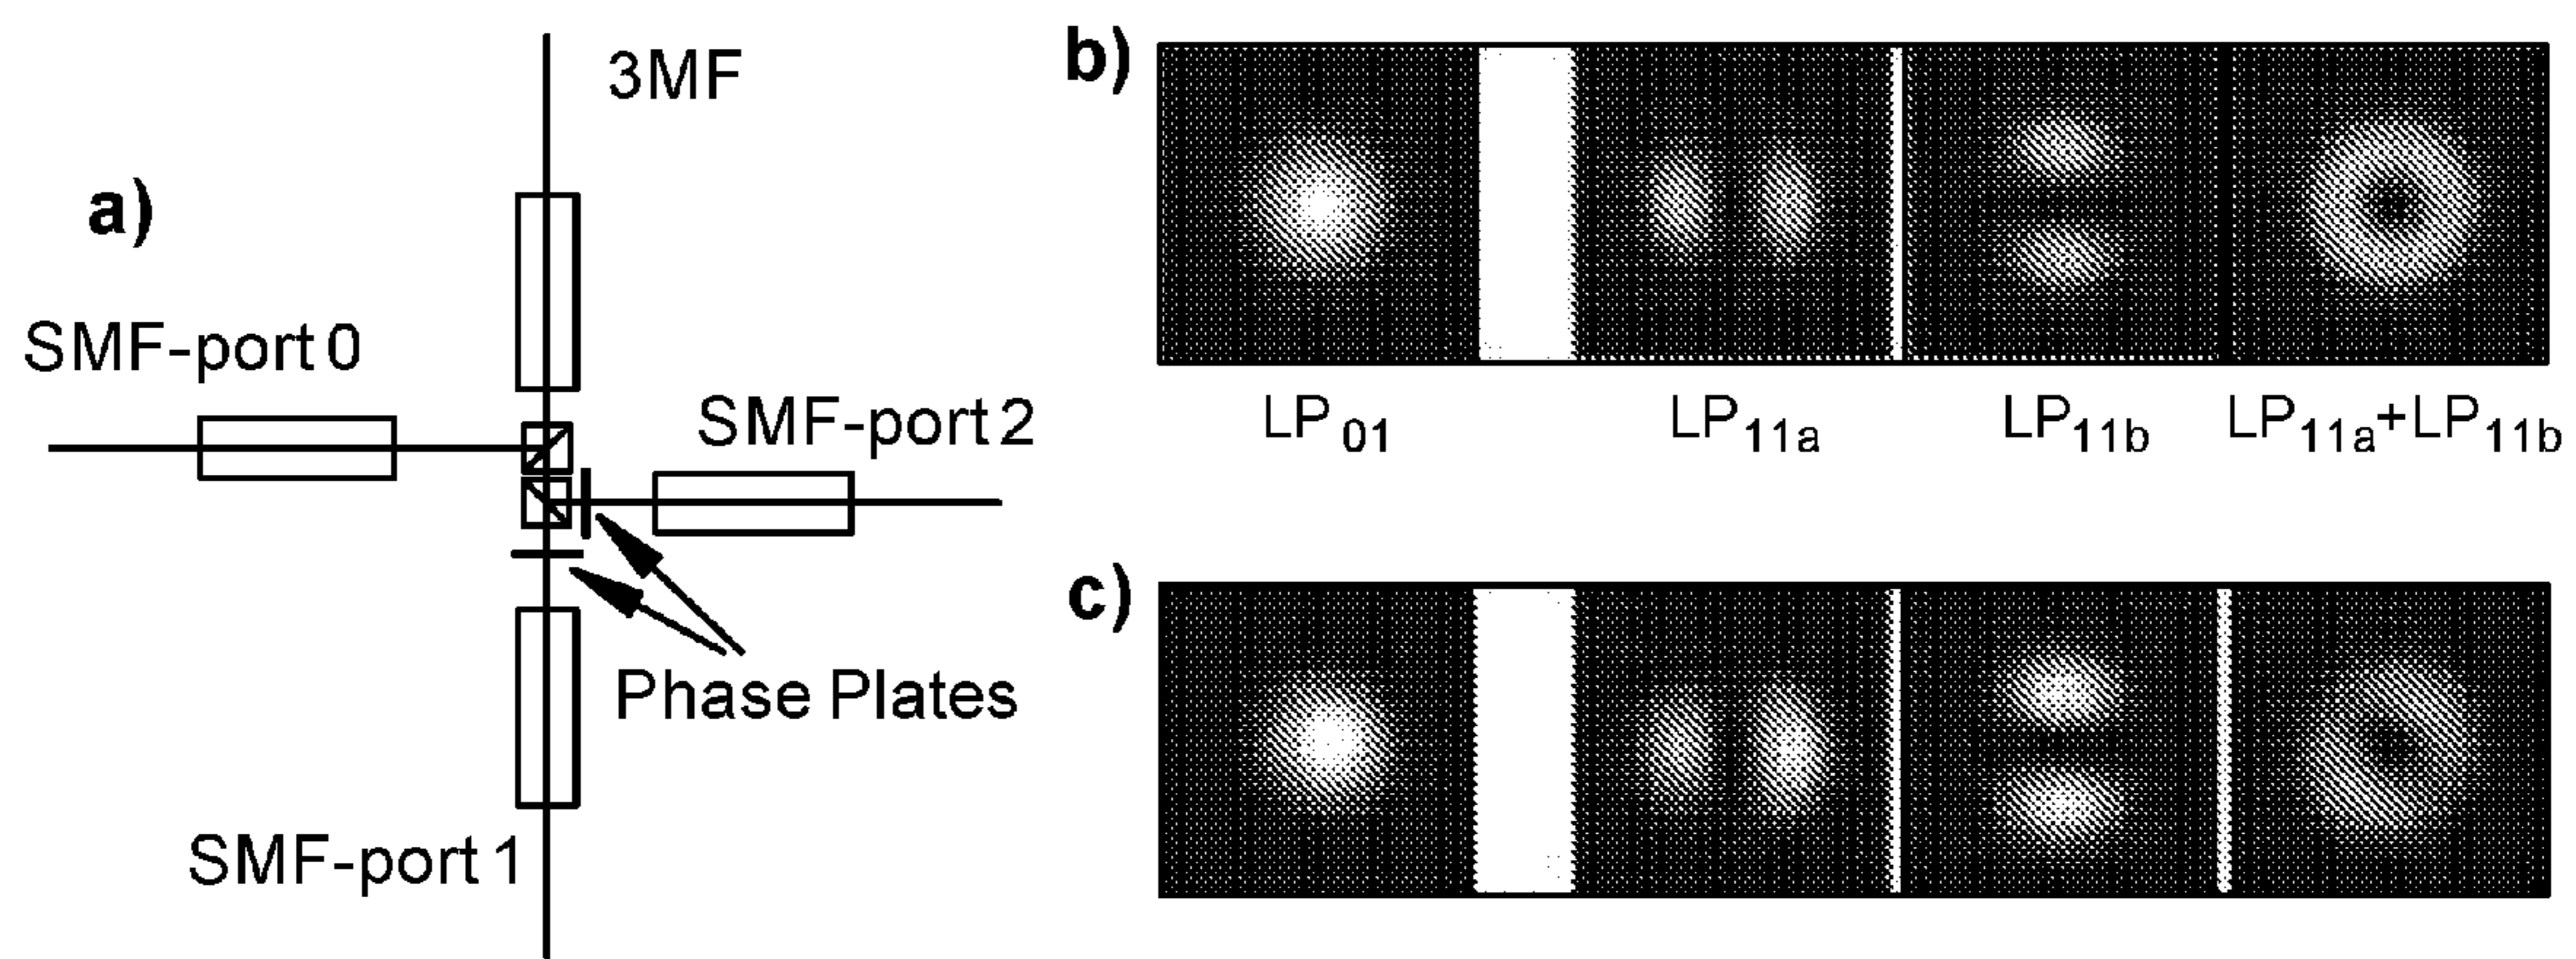 a)
3MF
SMF-port 0
SMF-port 2
Phase Plates
SMF-port 1
b)
LP01 LP11a LP11b LP11a+LP11b
c)